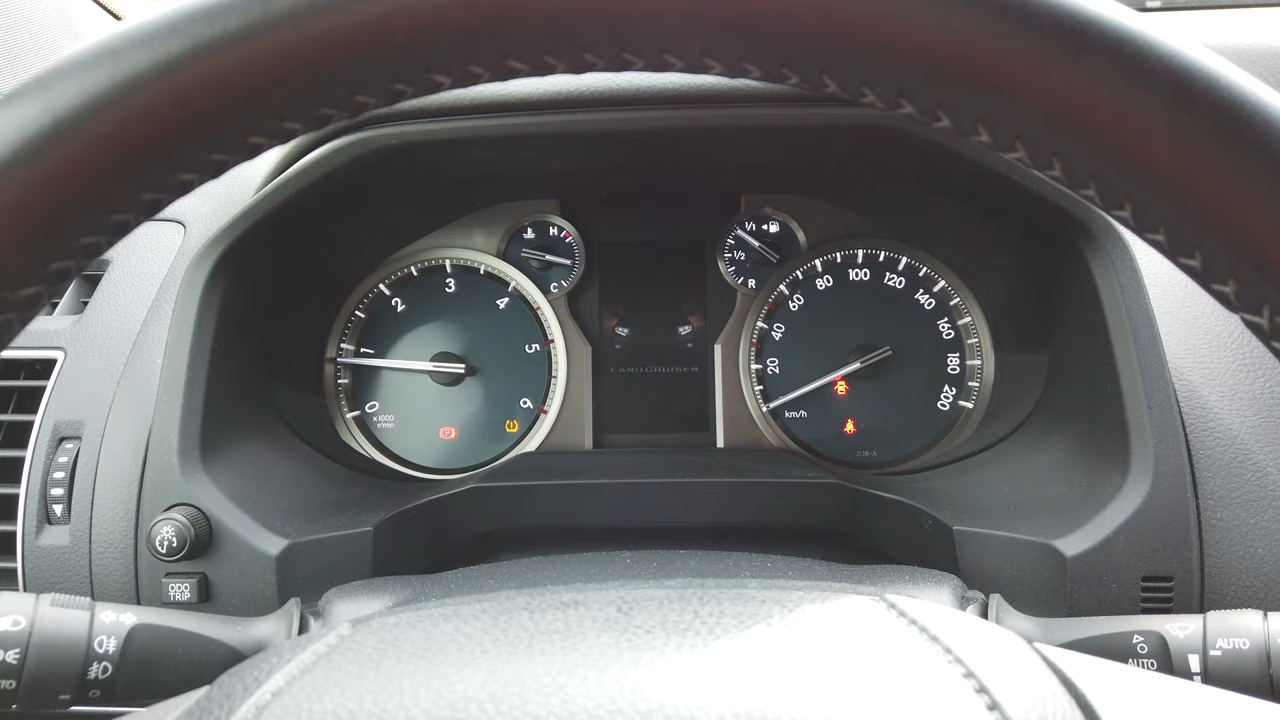 H
C
1/1
1/2
R
0
1
2
3
4
5
6
x1000
r/min
(P)
LAND CRUISER
20
40
60
80
100
120
140
160
180
200
km/h
J158-A
ODO
TRIP
AUTO
AUTO